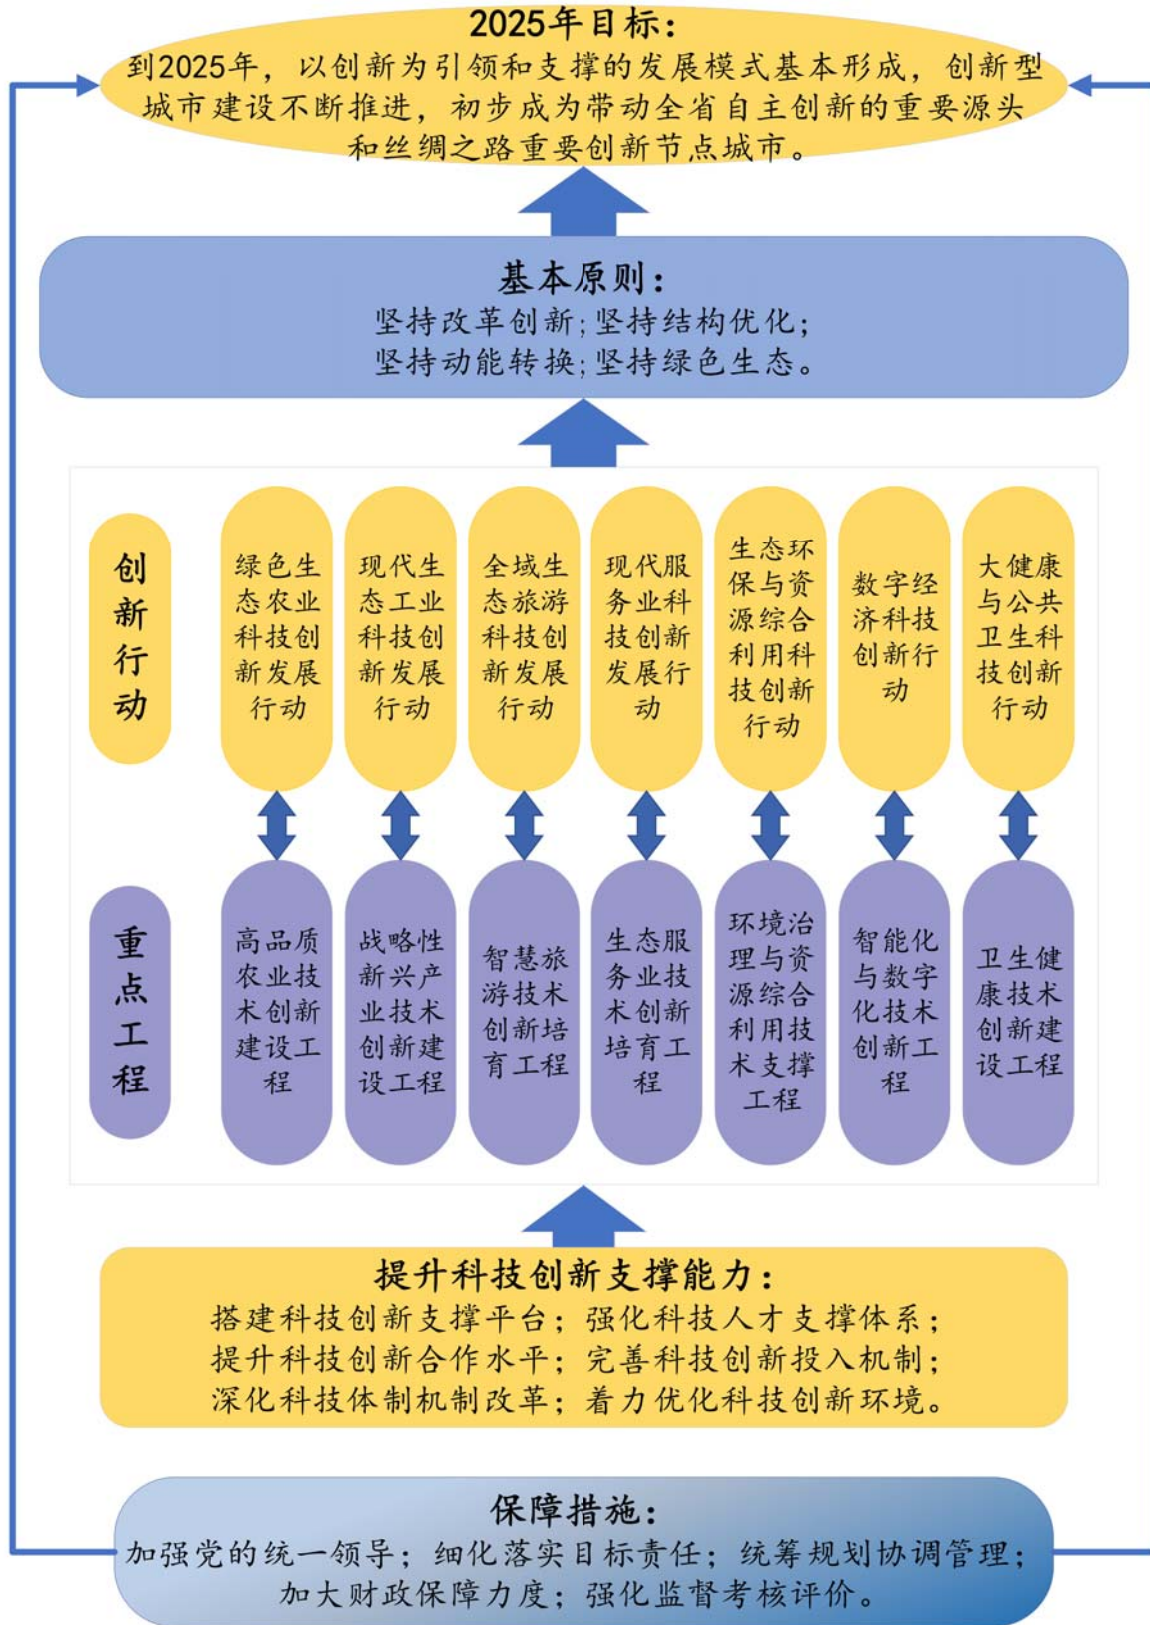 2025年目标：
到2025年，以创新为引领和支撑的发展模式基本形成，创新型
城市建设不断推进，初步成为带动全省自主创新的重要源头
和丝绸之路重要创新节点城市。
基本原则：
坚持改革创新；坚持结构优化；
坚持动能转换；坚持绿色生态。
创
新
行
动
绿色生
态农业
科技创
新发展
行动
现代生
态工业
科技创
新发展
行动
全域生
态旅游
科技创
新发展
行动
现代服
务业科
技创新
发展行
动
生态环
保与资
源综合
利用科
技创新
行动
数字经
济科技
创新行
动
大健康
与公共
卫生科
技创新
行动
重
点
工
程
高品质
农业技
术创新
建设工
程
战略性
新兴产
业技术
创新建
设工程
智慧旅
游技术
创新培
育工程
生态服
务业技
术创新
培育工
程
环境治
理与资
源综合
利用技
术支撑
工程
智能化
与数字
化技术
创新工
程
卫生健
康技术
创新建
设工程
提升科技创新支撑能力：
搭建科技创新支撑平台；强化科技人才支撑体系；
提升科技创新合作水平；完善科技创新投入机制；
深化科技体制机制改革；着力优化科技创新环境。
保障措施：
加强党的统一领导；细化落实目标责任；统筹规划协调管理；
加大财政保障力度；强化监督考核评价。